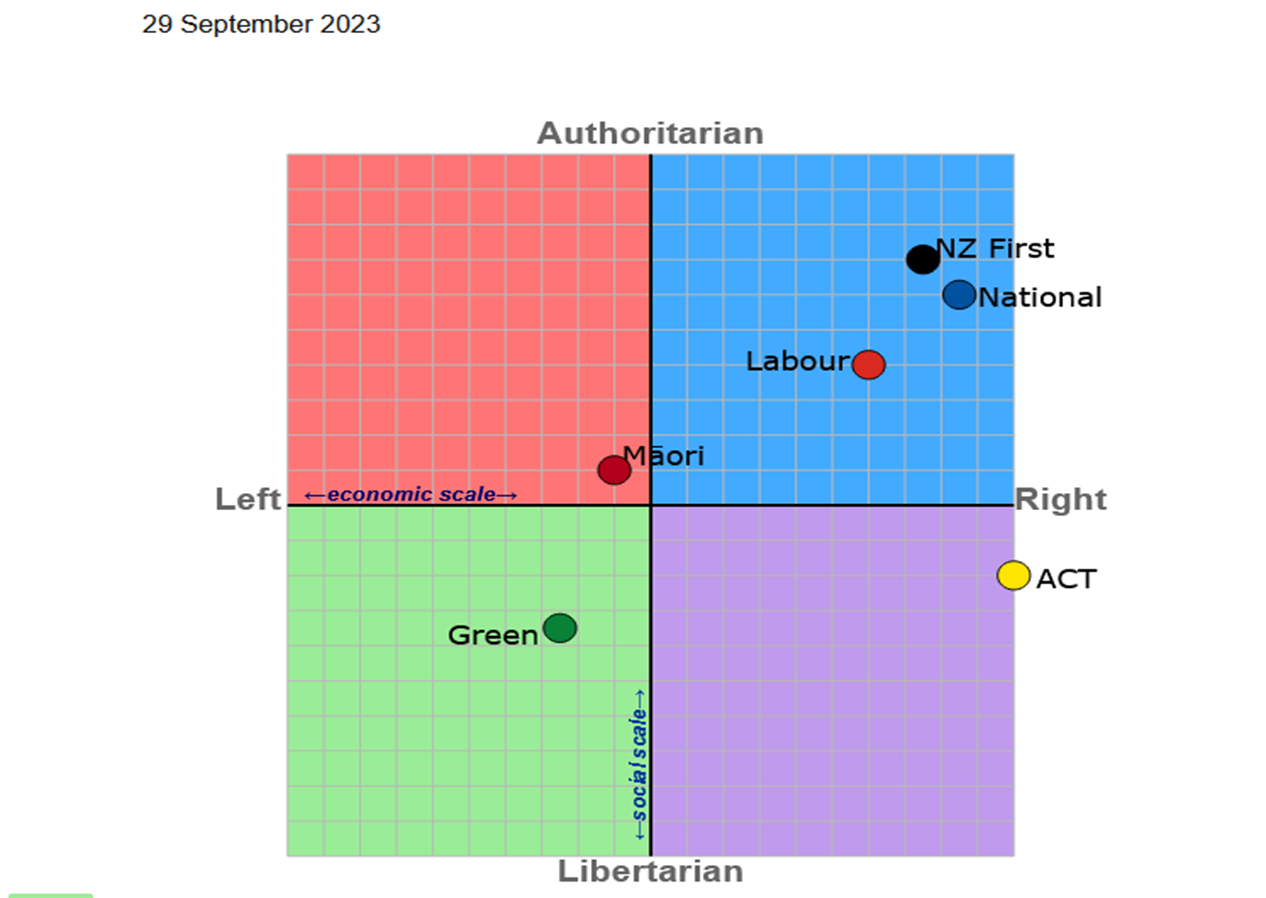 29 September 2023
Authoritarian
NZ First
National
Labour
Māori
←economic scale→
Left
Right
ACT
Green
←social scale→
Libertarian